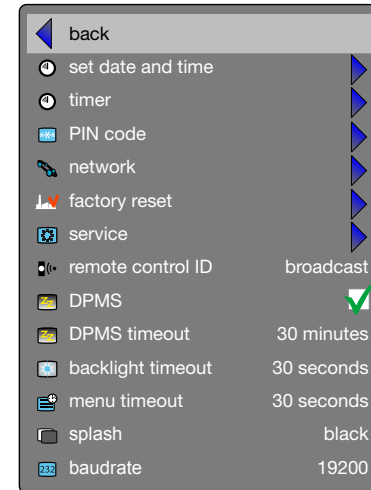 back
set date and time
timer
PIN code
network
factory reset
service
remote control ID broadcast
DPMS
DPMS timeout 30 minutes
backlight timeout 30 seconds
menu timeout 30 seconds
splash black
232 baudrate 19200